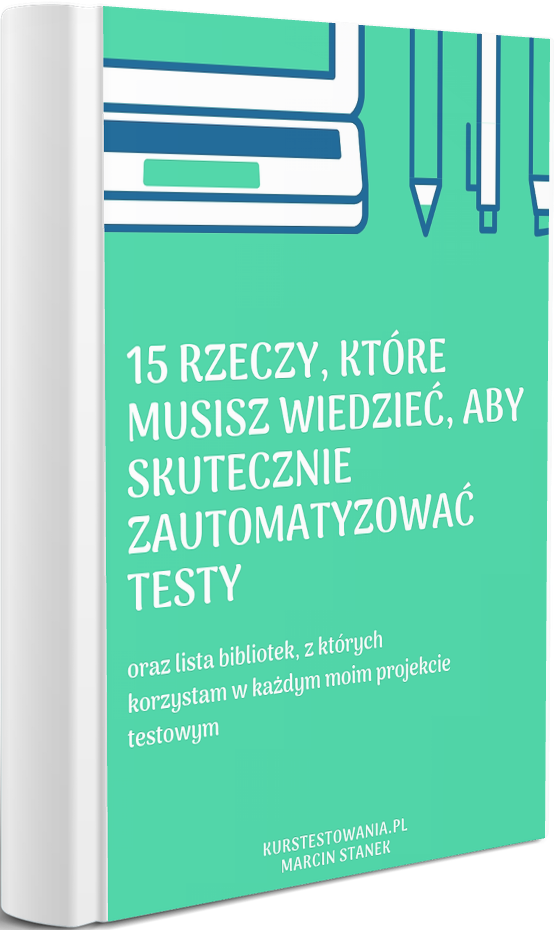 15 RZECZY, KTÓRE
MUSISZ WIEDZIEĆ, ABY
SKUTECZNIE
ZAUTOMATYZOWAĆ
TESTY
oraz lista bibliotek, z których
korzystam w każdym moim projekcie
testowym
KURSTESTOWANIA.PL
MARCIN STANEK